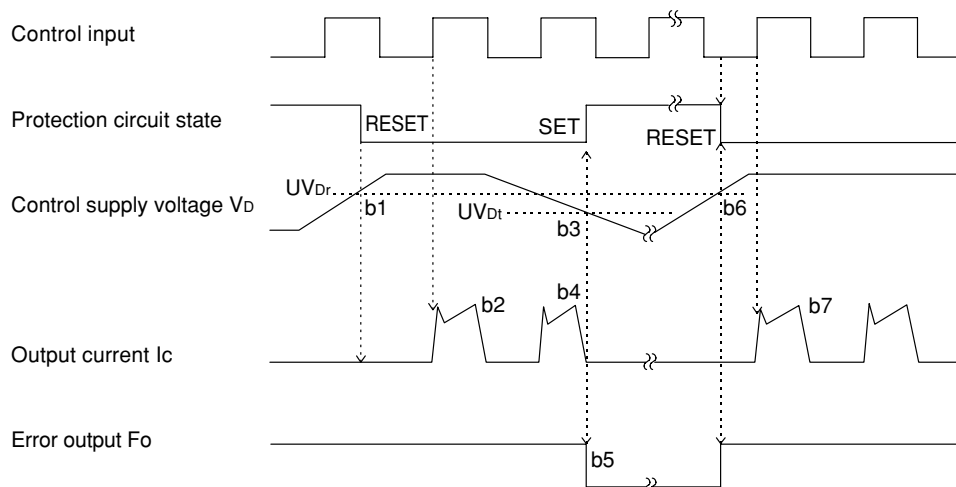 Control input
Protection circuit state
RESET
SET
RESET
UVDr
Control supply voltage VD
b1
UVDt
b3
b6
b2
b4
b7
Output current Ic
Error output Fo
b5